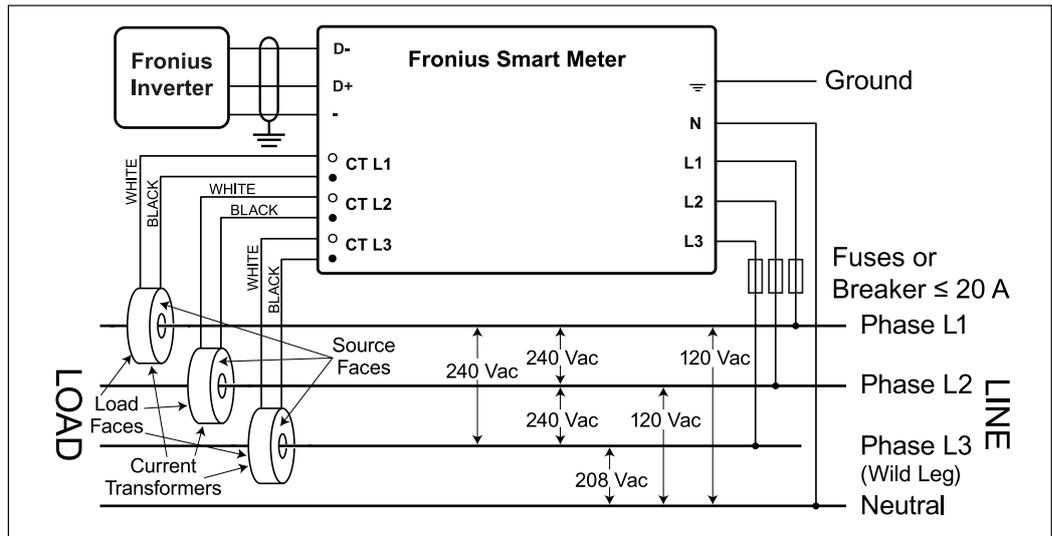 Fronius
Inverter
D-
D+
-
Fronius Smart Meter
Ground
N
L1
L2
L3
CT L1
CT L2
CT L3
WHITE
BLACK
WHITE
BLACK
WHITE
BLACK
Fuses or
Breaker ≤ 20 A
Phase L1
Phase L2
Phase L3
(Wild Leg)
Neutral
LINE
LOAD
Source
Faces
Load
Faces
Current
Transformers
240 Vac
240 Vac
120 Vac
240 Vac
120 Vac
208 Vac